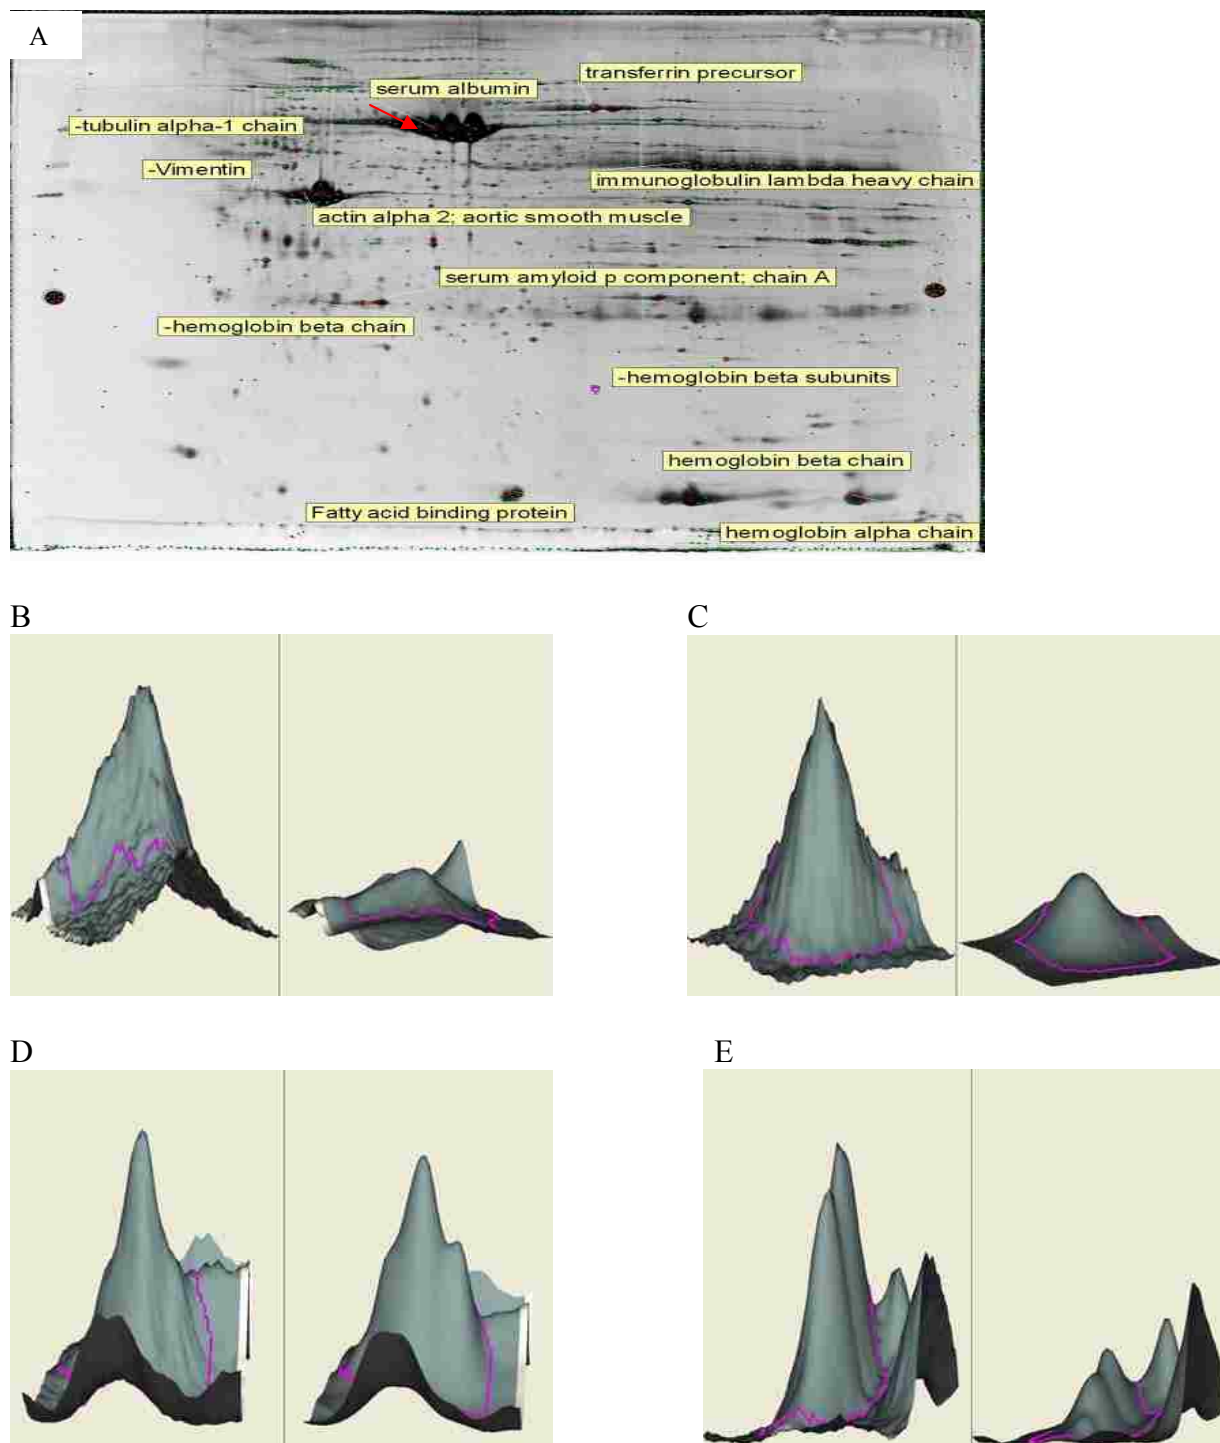 A
transferrin precursor
serum albumin
-tubulin alpha-1 chain
-Vimentin
immunoglobulin lambda heavy chain
actin alpha 2; aortic smooth muscle
serum amyloid p component; chain A
-hemoglobin beta chain
-hemoglobin beta subunits
hemoglobin beta chain
Fatty acid binding protein
hemoglobin alpha chain
B
C
D
E